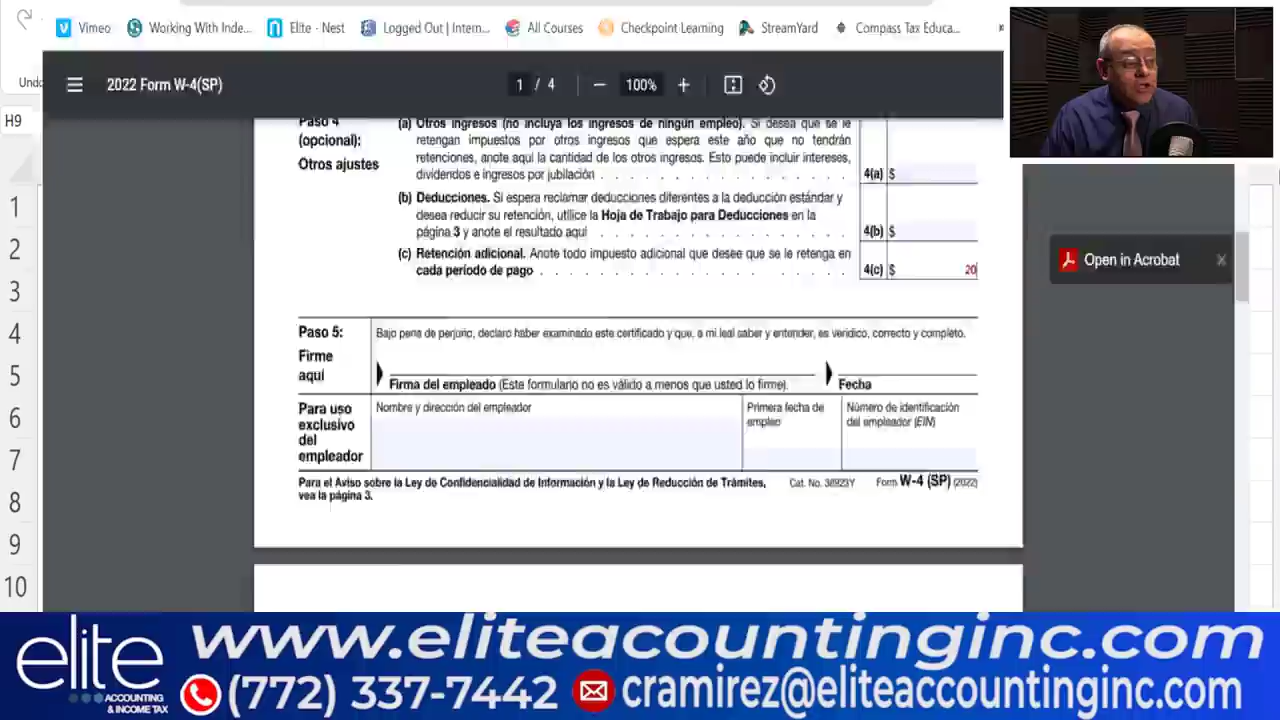 Vimeo
Working With Inde...
Elite - Nest
Logged Out | Intern...
All Courses
Checkpoint Learning
StreamYard
Compass Tax Educa...
»
Undo
2022 Form W-4(SP)
1 / 4
100%
H9
1
2
3
4
5
6
7
8
9
10
Paso 4
(opcional):
Otros ajustes
(a) Otros ingresos (no incluya los ingresos de ningún empleo). Si desea que se le
retengan impuestos por otros ingresos que espera este año que no tendrán
retenciones, anote aquí la cantidad de los otros ingresos. Esto puede incluir intereses,
dividendos e ingresos por jubilación . . . . . . . . . . . . . . .
4(a) $
(b) Deducciones. Si espera reclamar deducciones diferentes a la deducción estándar y
desea reducir su retención, utilice la Hoja de Trabajo para Deducciones en la
página 3 y anote el resultado aquí . . . . . . . . . . . . . . .
4(b) $
(c) Retención adicional. Anote todo impuesto adicional que desee que se le retenga en
cada período de pago . . . . . . . . . . . . . . . . . .
4(c) $ 20
Open in Acrobat
X
Paso 5:
Firme
aquí
Bajo pena de perjurio, declaro haber examinado este certificado y que, a mi leal saber y entender, es verídico, correcto y completo.
Firma del empleado (Este formulario no es válido a menos que usted lo firme).
Fecha
Para uso
exclusivo
del
empleador
Nombre y dirección del empleador
Primera fecha de
empleo
Número de identificación
del empleador (EIN)
Para el Aviso sobre la Ley de Confidencialidad de Información y la Ley de Reducción de Trámites,
vea la página 3.
Cat. No. 38923Y
Form W-4 (SP) (2022)
elite
ACCOUNTING
& INCOME TAX
www.eliteacountinginc.com
(772) 337-7442
cramirez@eliteaccountinginc.com